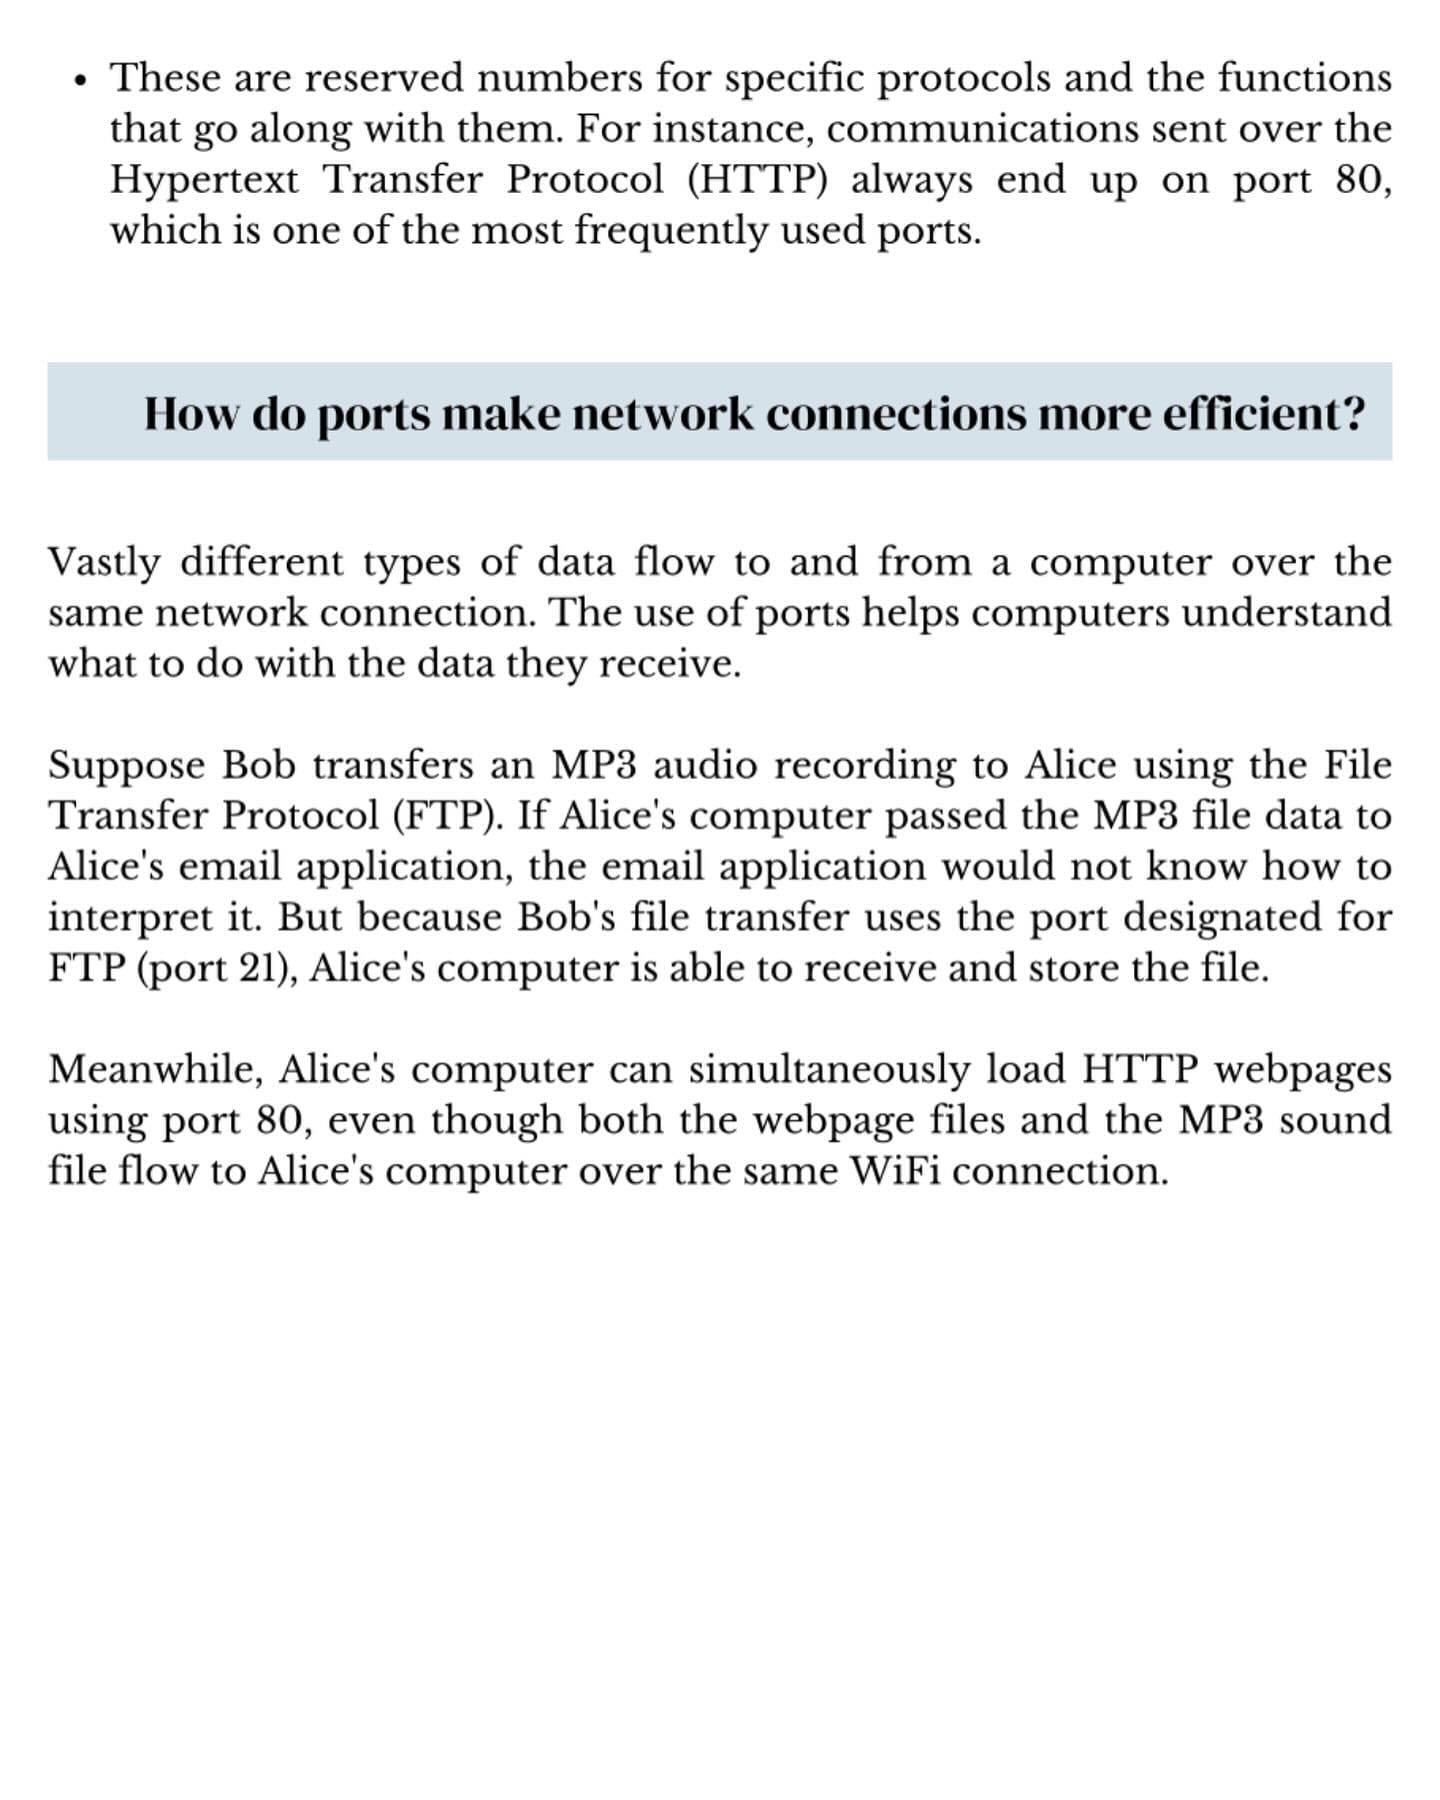 • These are reserved numbers for specific protocols and the functions
that go along with them. For instance, communications sent over the
Hypertext Transfer Protocol (HTTP) always end up on port 80,
which is one of the most frequently used ports.
How do ports make network connections more efficient?
Vastly different types of data flow to and from a computer over the
same network connection. The use of ports helps computers understand
what to do with the data they receive.
Suppose Bob transfers an MP3 audio recording to Alice using the File
Transfer Protocol (FTP). If Alice's computer passed the MP3 file data to
Alice's email application, the email application would not know how to
interpret it. But because Bob's file transfer uses the port designated for
FTP (port 21), Alice's computer is able to receive and store the file.
Meanwhile, Alice's computer can simultaneously load HTTP webpages
using port 80, even though both the webpage files and the MP3 sound
file flow to Alice's computer over the same WiFi connection.